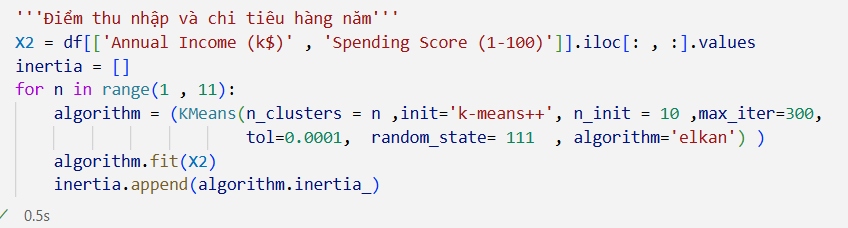 '''Điểm thu nhập và chi tiêu hàng năm'''
X2 = df[['Annual Income (k$)' , 'Spending Score (1-100)']].iloc[: , :].values
inertia = []
for n in range(1 , 11):
    algorithm = (KMeans(n_clusters = n ,init='k-means++', n_init = 10 ,max_iter=300,
                        tol=0.0001,  random_state= 111  , algorithm='elkan') )
    algorithm.fit(X2)
    inertia.append(algorithm.inertia_)
✓ 0.5s